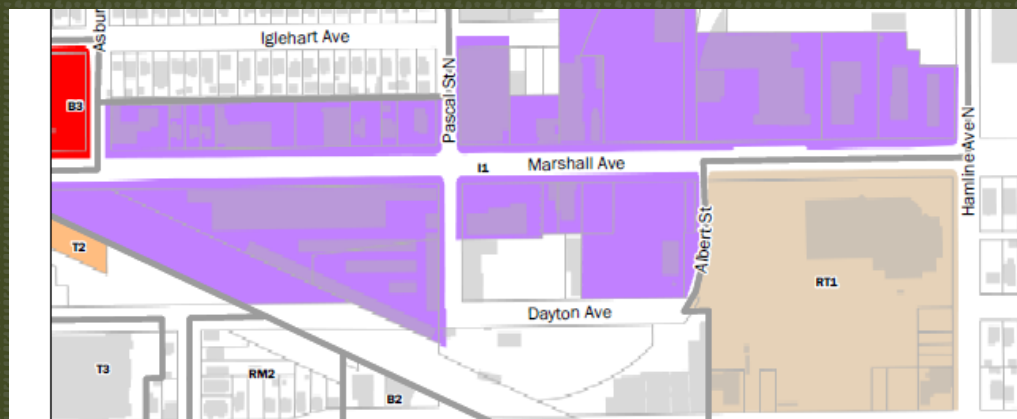 Asbur
Iglehart Ave
Pascal St N
Hamline Ave N
B3
I1
Marshall Ave
Albert St
T2
RT1
Dayton Ave
T3
RM2
B2